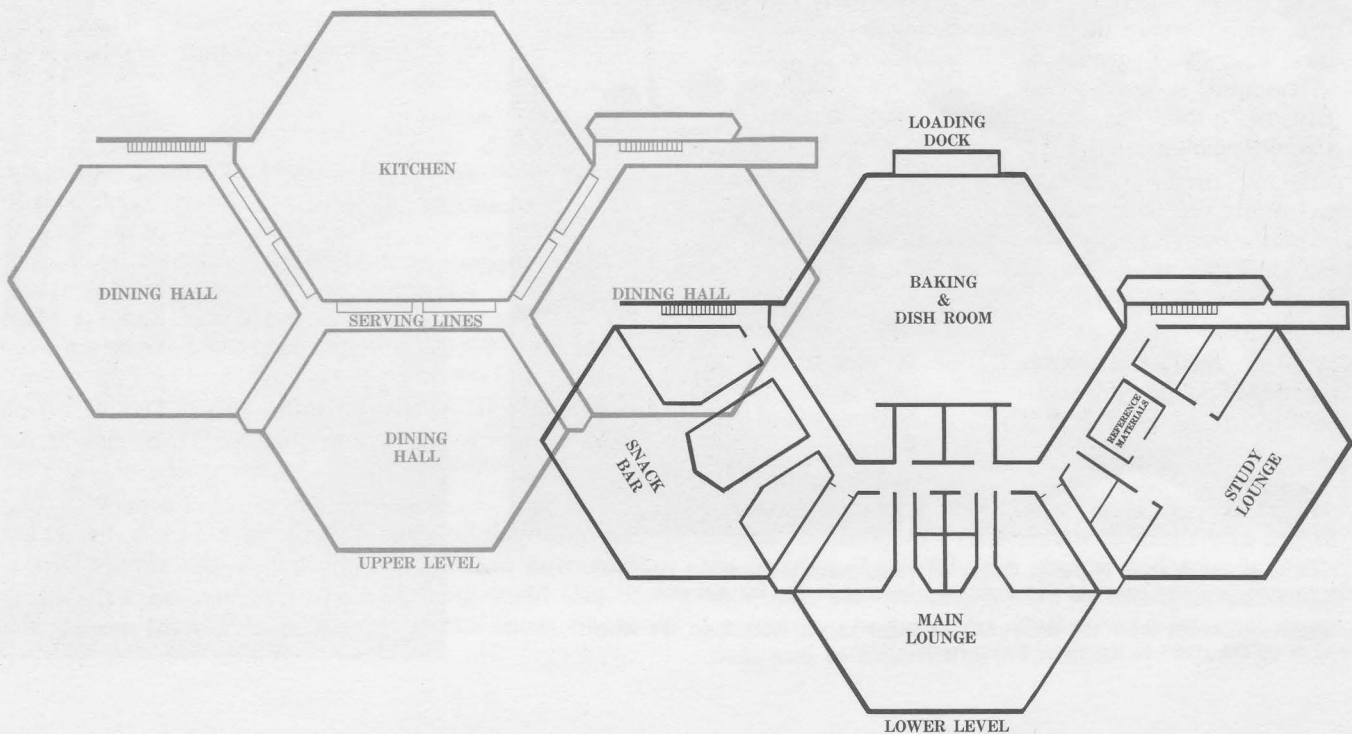 KITCHEN
DINING HALL
DINING HALL
SERVING LINES
DINING
HALL
UPPER LEVEL
LOADING
DOCK
BAKING
&
DISH ROOM
SNACK
BAR
REFERENCE
MATERIALS
STUDY
LOUNGE
MAIN
LOUNGE
LOWER LEVEL